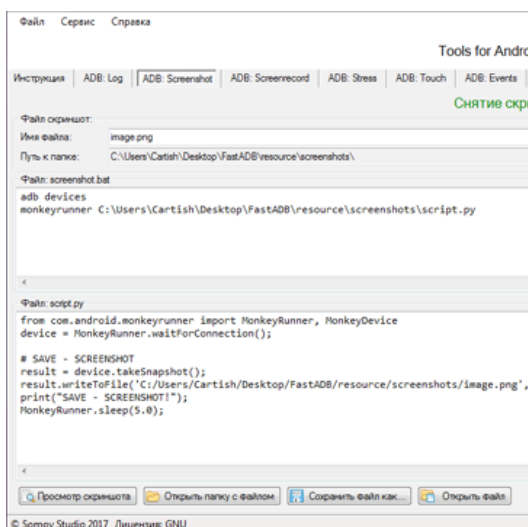 Файл Сервис Справка
Tools for Andro
Инструкция ADB: Log ADB: Screenshot ADB: Screenrecord ADB: Stress ADB: Touch ADB: Events
Снятие скр
Файл скриншот:
Имя файла: image.png
Путь к папке: C:\Users\Cartish\Desktop\FastADB\resource\screenshots\
Файл: screenshot.bat
adb devices
monkeyrunner C:\Users\Cartish\Desktop\FastADB\resource\screenshots\script.py
Файл: script.py
from com.android.monkeyrunner import MonkeyRunner, MonkeyDevice
device = MonkeyRunner.waitForConnection();
# SAVE - SCREENSHOT
result = device.takeSnapshot();
result.writeToFile('C:/Users/Cartish/Desktop/FastADB/resource/screenshots/image.png',
print("SAVE - SCREENSHOT!");
MonkeyRunner.sleep(5.0);
Просмотр скриншота Открыть папку с файлом Сохранить файл как... Открыть файл
© Sompy Studio 2017 Лицензия: GNU